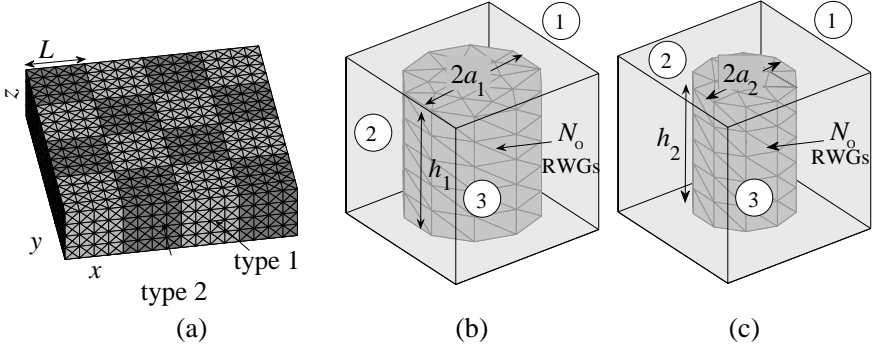 L
z
y
x
type 1
type 2
(a)
1
2
2a1
h1
No
RWGs
3
(b)
1
2
2a2
h2
No
RWGs
3
(c)